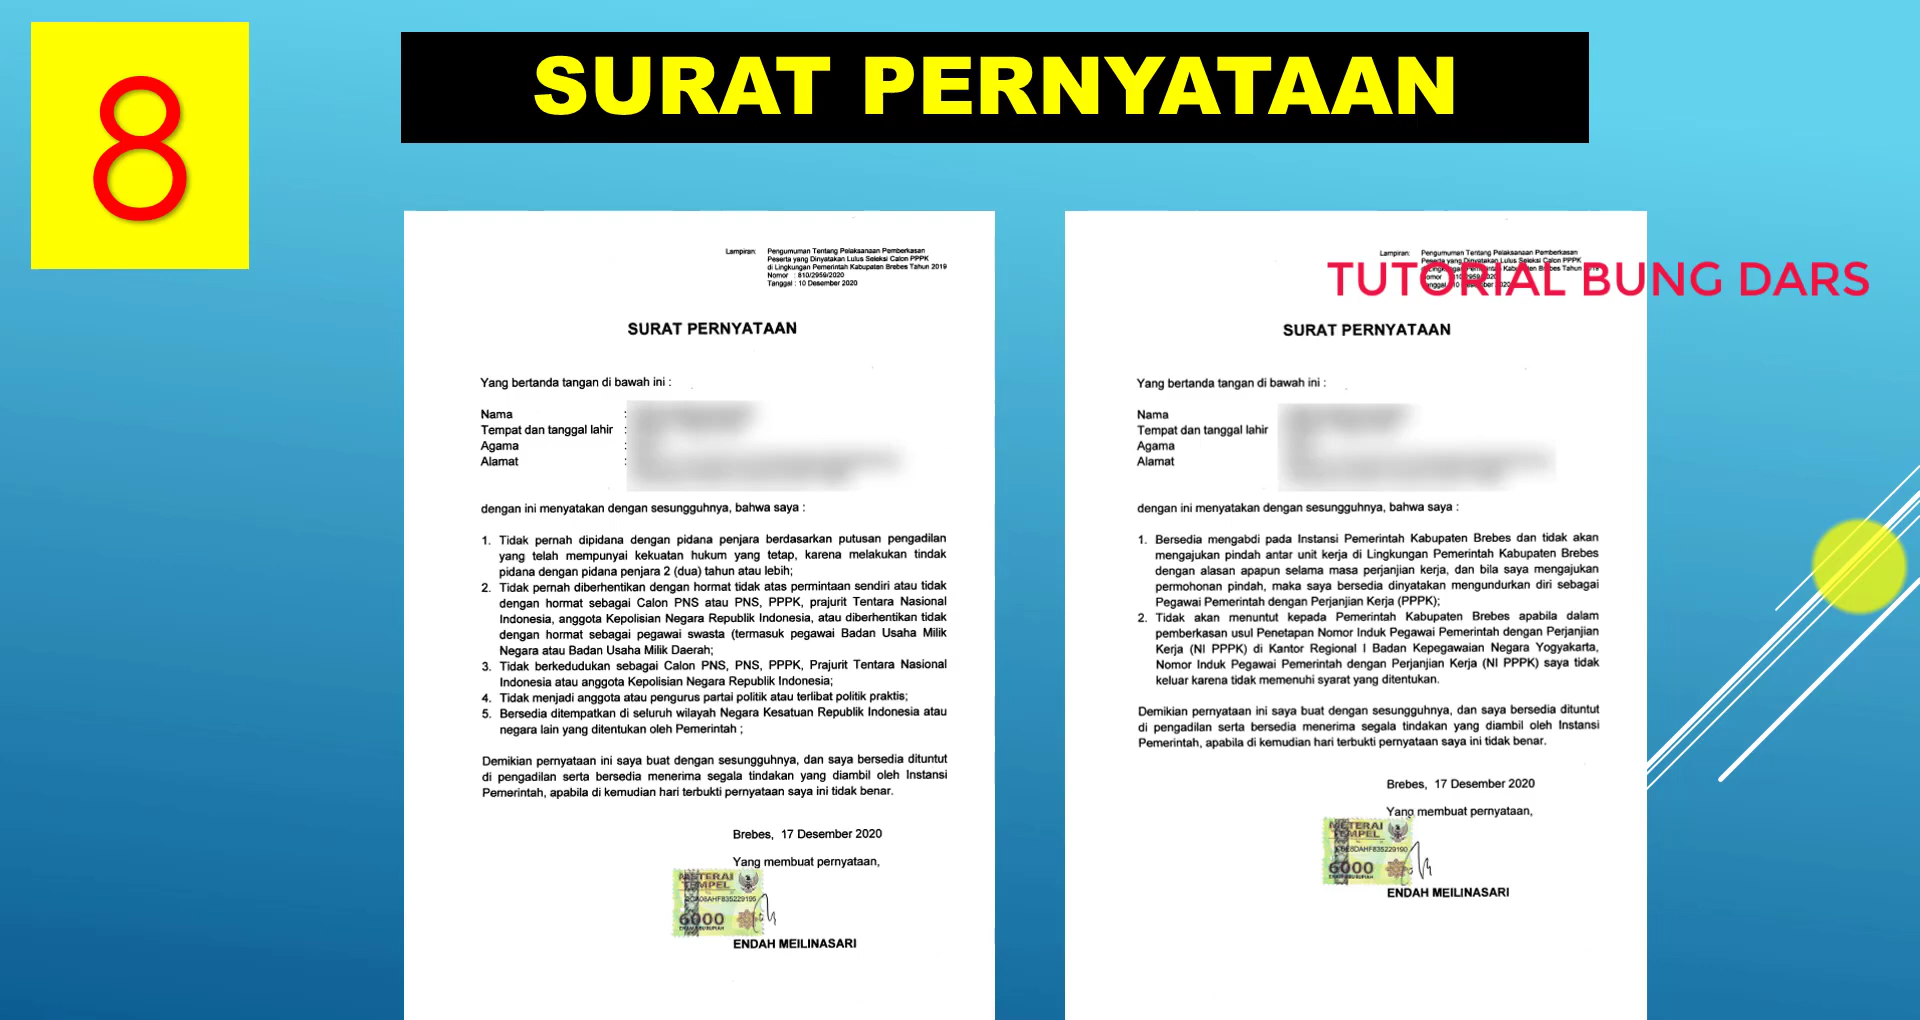 8
SURAT PERNYATAAN
Lampiran: Pengumuman Tentang Pelaksanaan Pemberkasan
Peserta yang Dinyatakan Lulus Seleksi Calon PPPK
di Lingkungan Pemerintah Kabupaten Brebes Tahun 2019
Nomor : 810/2959/2020
Tanggal : 10 Desember 2020
SURAT PERNYATAAN
Yang bertanda tangan di bawah ini :
Nama :
Tempat dan tanggal lahir :
Agama :
Alamat :
dengan ini menyatakan dengan sesungguhnya, bahwa saya :
1. Tidak pernah dipidana dengan pidana penjara berdasarkan putusan pengadilan
yang telah mempunyai kekuatan hukum yang tetap, karena melakukan tindak
pidana dengan pidana penjara 2 (dua) tahun atau lebih;
2. Tidak pernah diberhentikan dengan hormat tidak atas permintaan sendiri atau tidak
dengan hormat sebagai Calon PNS atau PNS, PPPK, prajurit Tentara Nasional
Indonesia, anggota Kepolisian Negara Republik Indonesia, atau diberhentikan tidak
dengan hormat sebagai pegawai swasta (termasuk pegawai Badan Usaha Milik
Negara atau Badan Usaha Milik Daerah;
3. Tidak berkedudukan sebagai Calon PNS, PNS, PPPK, Prajurit Tentara Nasional
Indonesia atau anggota Kepolisian Negara Republik Indonesia;
4. Tidak menjadi anggota atau pengurus partai politik atau terlibat politik praktis;
5. Bersedia ditempatkan di seluruh wilayah Negara Kesatuan Republik Indonesia atau
negara lain yang ditentukan oleh Pemerintah ;
Demikian pernyataan ini saya buat dengan sesungguhnya, dan saya bersedia dituntut
di pengadilan serta bersedia menerima segala tindakan yang diambil oleh Instansi
Pemerintah, apabila di kemudian hari terbukti pernyataan saya ini tidak benar.
Brebes, 17 Desember 2020
Yang membuat pernyataan,
METERAI
TEMPEL
6000
ENAM RIBU RUPIAH
ENDAH MEILINASARI
Lampiran: Pengumuman Tentang Pelaksanaan Pemberkasan
Peserta yang Dinyatakan Lulus Seleksi Calon PPPK
TUTORIAL BUNG DARS
SURAT PERNYATAAN
Yang bertanda tangan di bawah ini :
Nama
Tempat dan tanggal lahir
Agama
Alamat
dengan ini menyatakan dengan sesungguhnya, bahwa saya :
1. Bersedia mengabdi pada Instansi Pemerintah Kabupaten Brebes dan tidak akan
mengajukan pindah antar unit kerja di Lingkungan Pemerintah Kabupaten Brebes
dengan alasan apapun selama masa perjanjian kerja, dan bila saya mengajukan
permohonan pindah, maka saya bersedia dinyatakan mengundurkan diri sebagai
Pegawai Pemerintah dengan Perjanjian Kerja (PPPK);
2. Tidak akan menuntut kepada Pemerintah Kabupaten Brebes apabila dalam
pemberkasan usul Penetapan Nomor Induk Pegawai Pemerintah dengan Perjanjian
Kerja (NI PPPK) di Kantor Regional I Badan Kepegawaian Negara Yogyakarta,
Nomor Induk Pegawai Pemerintah dengan Perjanjian Kerja (NI PPPK) saya tidak
keluar karena tidak memenuhi syarat yang ditentukan.
Demikian pernyataan ini saya buat dengan sesungguhnya, dan saya bersedia dituntut
di pengadilan serta bersedia menerima segala tindakan yang diambil oleh Instansi
Pemerintah, apabila di kemudian hari terbukti pernyataan saya ini tidak benar.
Brebes, 17 Desember 2020
Yang membuat pernyataan,
METERAI
TEMPEL
6000
ENAM RIBU RUPIAH
ENDAH MEILINASARI